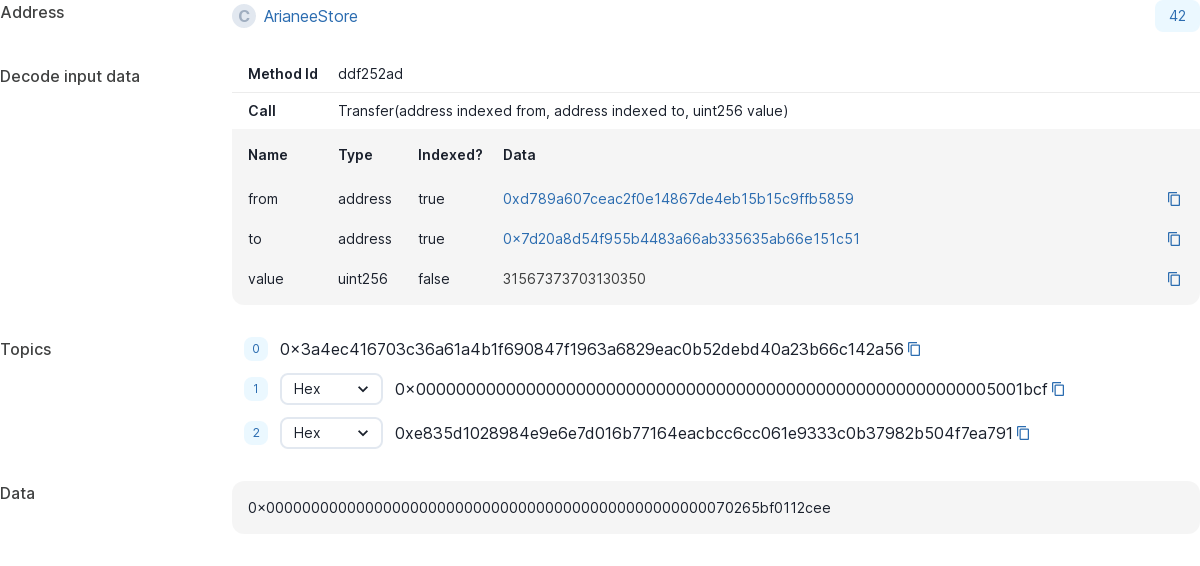 Address
C ArianeeStore
42
Decode input data
Method Id ddf252ad
Call Transfer(address indexed from, address indexed to, uint256 value)
Name Type Indexed? Data
from address true 0xd789a607ceac2f0e14867de4eb15b15c9ffb5859
to address true 0x7d20a8d54f955b4483a66ab335635ab66e151c51
value uint256 false 31567373703130350
Topics
0 0x3a4ec416703c36a61a4b1f690847f1963a6829eac0b52debd40a23b66c142a56
1 Hex 0x0000000000000000000000000000000000000000000000000000000005001bcf
2 Hex 0xe835d1028984e9e6e7d016b77164eacbcc6cc061e9333c0b37982b504f7ea791
Data
0x0000000000000000000000000000000000000000000000000070265bf0112cee